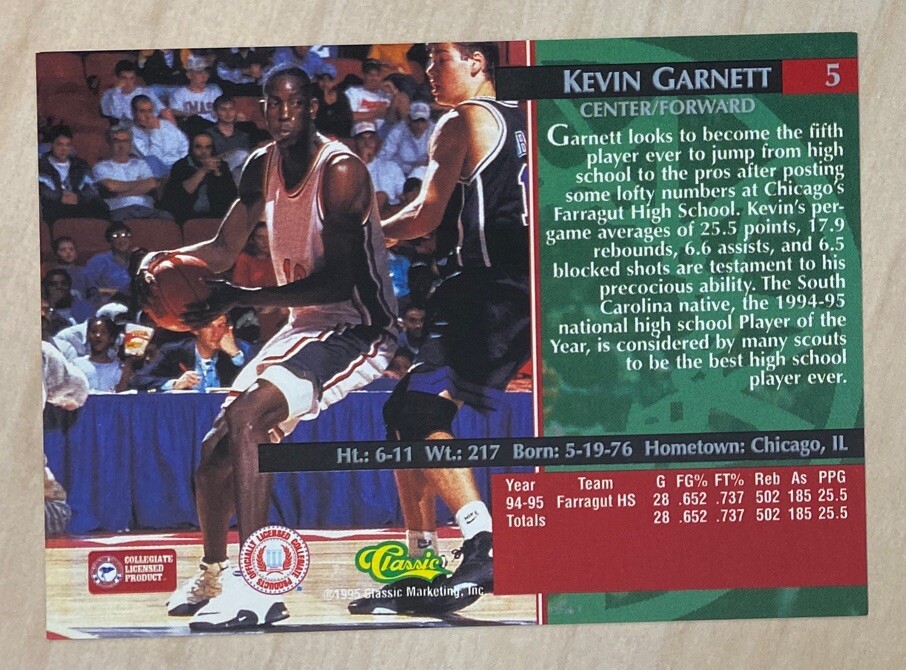 KEVIN GARNETT 5
CENTER/FORWARD
Garnett looks to become the fifth
player ever to jump from high
school to the pros after posting
some lofty numbers at Chicago's
Farragut High School. Kevin's per-
game averages of 25.5 points, 17.9
rebounds, 6.6 assists, and 6.5
blocked shots are testament to his
precocious ability. The South
Carolina native, the 1994-95
national high school Player of the
Year, is considered by many scouts
to be the best high school
player ever.
Ht.: 6-11 Wt.: 217 Born: 5-19-76 Hometown: Chicago, IL
Year Team G FG% FT% Reb As PPG
94-95 Farragut HS 28 .652 .737 502 185 25.5
Totals 28 .652 .737 502 185 25.5
COLLEGIATE
LICENSED
PRODUCT
OFFICIALLY LICENSED COLLEGIATE PRODUCTS
Classic
©1995 Classic Marketing, Inc.